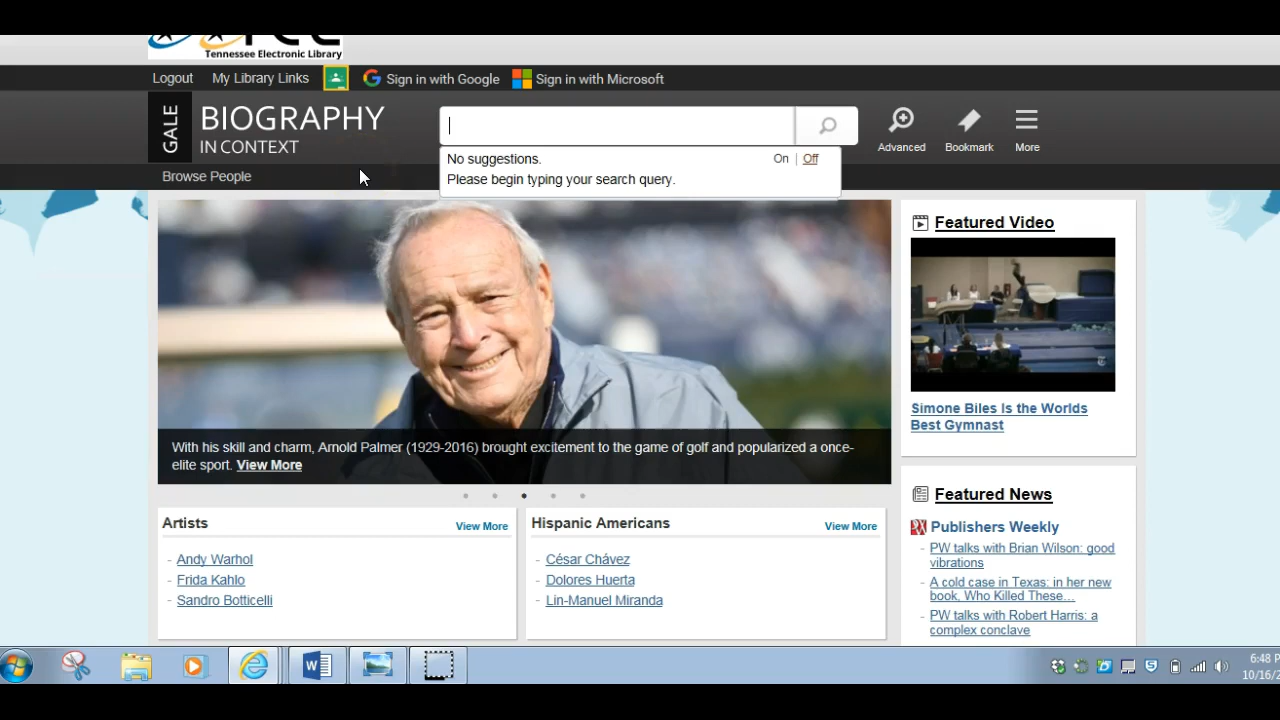 Tennessee Electronic Library
Logout My Library Links Sign in with Google Sign in with Microsoft
GALE
BIOGRAPHY
IN CONTEXT
Advanced Bookmark More
No suggestions. On | Off
Please begin typing your search query.
Browse People
With his skill and charm, Arnold Palmer (1929-2016) brought excitement to the game of golf and popularized a once-
elite sport. View More
Featured Video
Simone Biles Is the Worlds
Best Gymnast
Artists View More
- Andy Warhol
- Frida Kahlo
- Sandro Botticelli
Hispanic Americans View More
- César Chávez
- Dolores Huerta
- Lin-Manuel Miranda
Featured News
Publishers Weekly
- PW talks with Brian Wilson: good
vibrations
- A cold case in Texas: in her new
book, Who Killed These...
- PW talks with Robert Harris: a
complex conclave
6:48 P
10/16/2